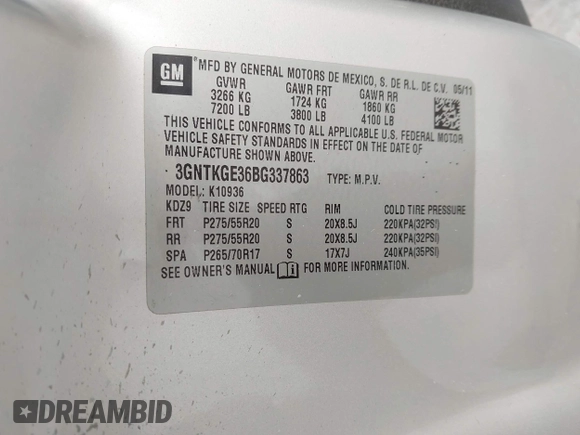 GM
*MFD BY GENERAL MOTORS DE MEXICO, S. DE R.L. DE C.V. 05/11
GVWR GAWR FRT GAWR RR
3266 KG 1724 KG 1860 KG
7200 LB 3800 LB 4100 LB
THIS VEHICLE CONFORMS TO ALL APPLICABLE U.S. FEDERAL MOTOR
VEHICLE SAFETY STANDARDS IN EFFECT ON THE DATE OF
MANUFACTURE SHOWN ABOVE.
3GNTKGE36BG337863 TYPE: M.P.V.
MODEL: K10936
KDZ9 TIRE SIZE SPEED RTG RIM COLD TIRE PRESSURE
FRT P275/55R20 S 20X8.5J 220KPA(32PSI)
RR P275/55R20 S 20X8.5J 220KPA(32PSI)
SPA P265/70R17 S 17X7J 240KPA(35PSI)
SEE OWNER'S MANUAL FOR MORE INFORMATION.
DREAMBID